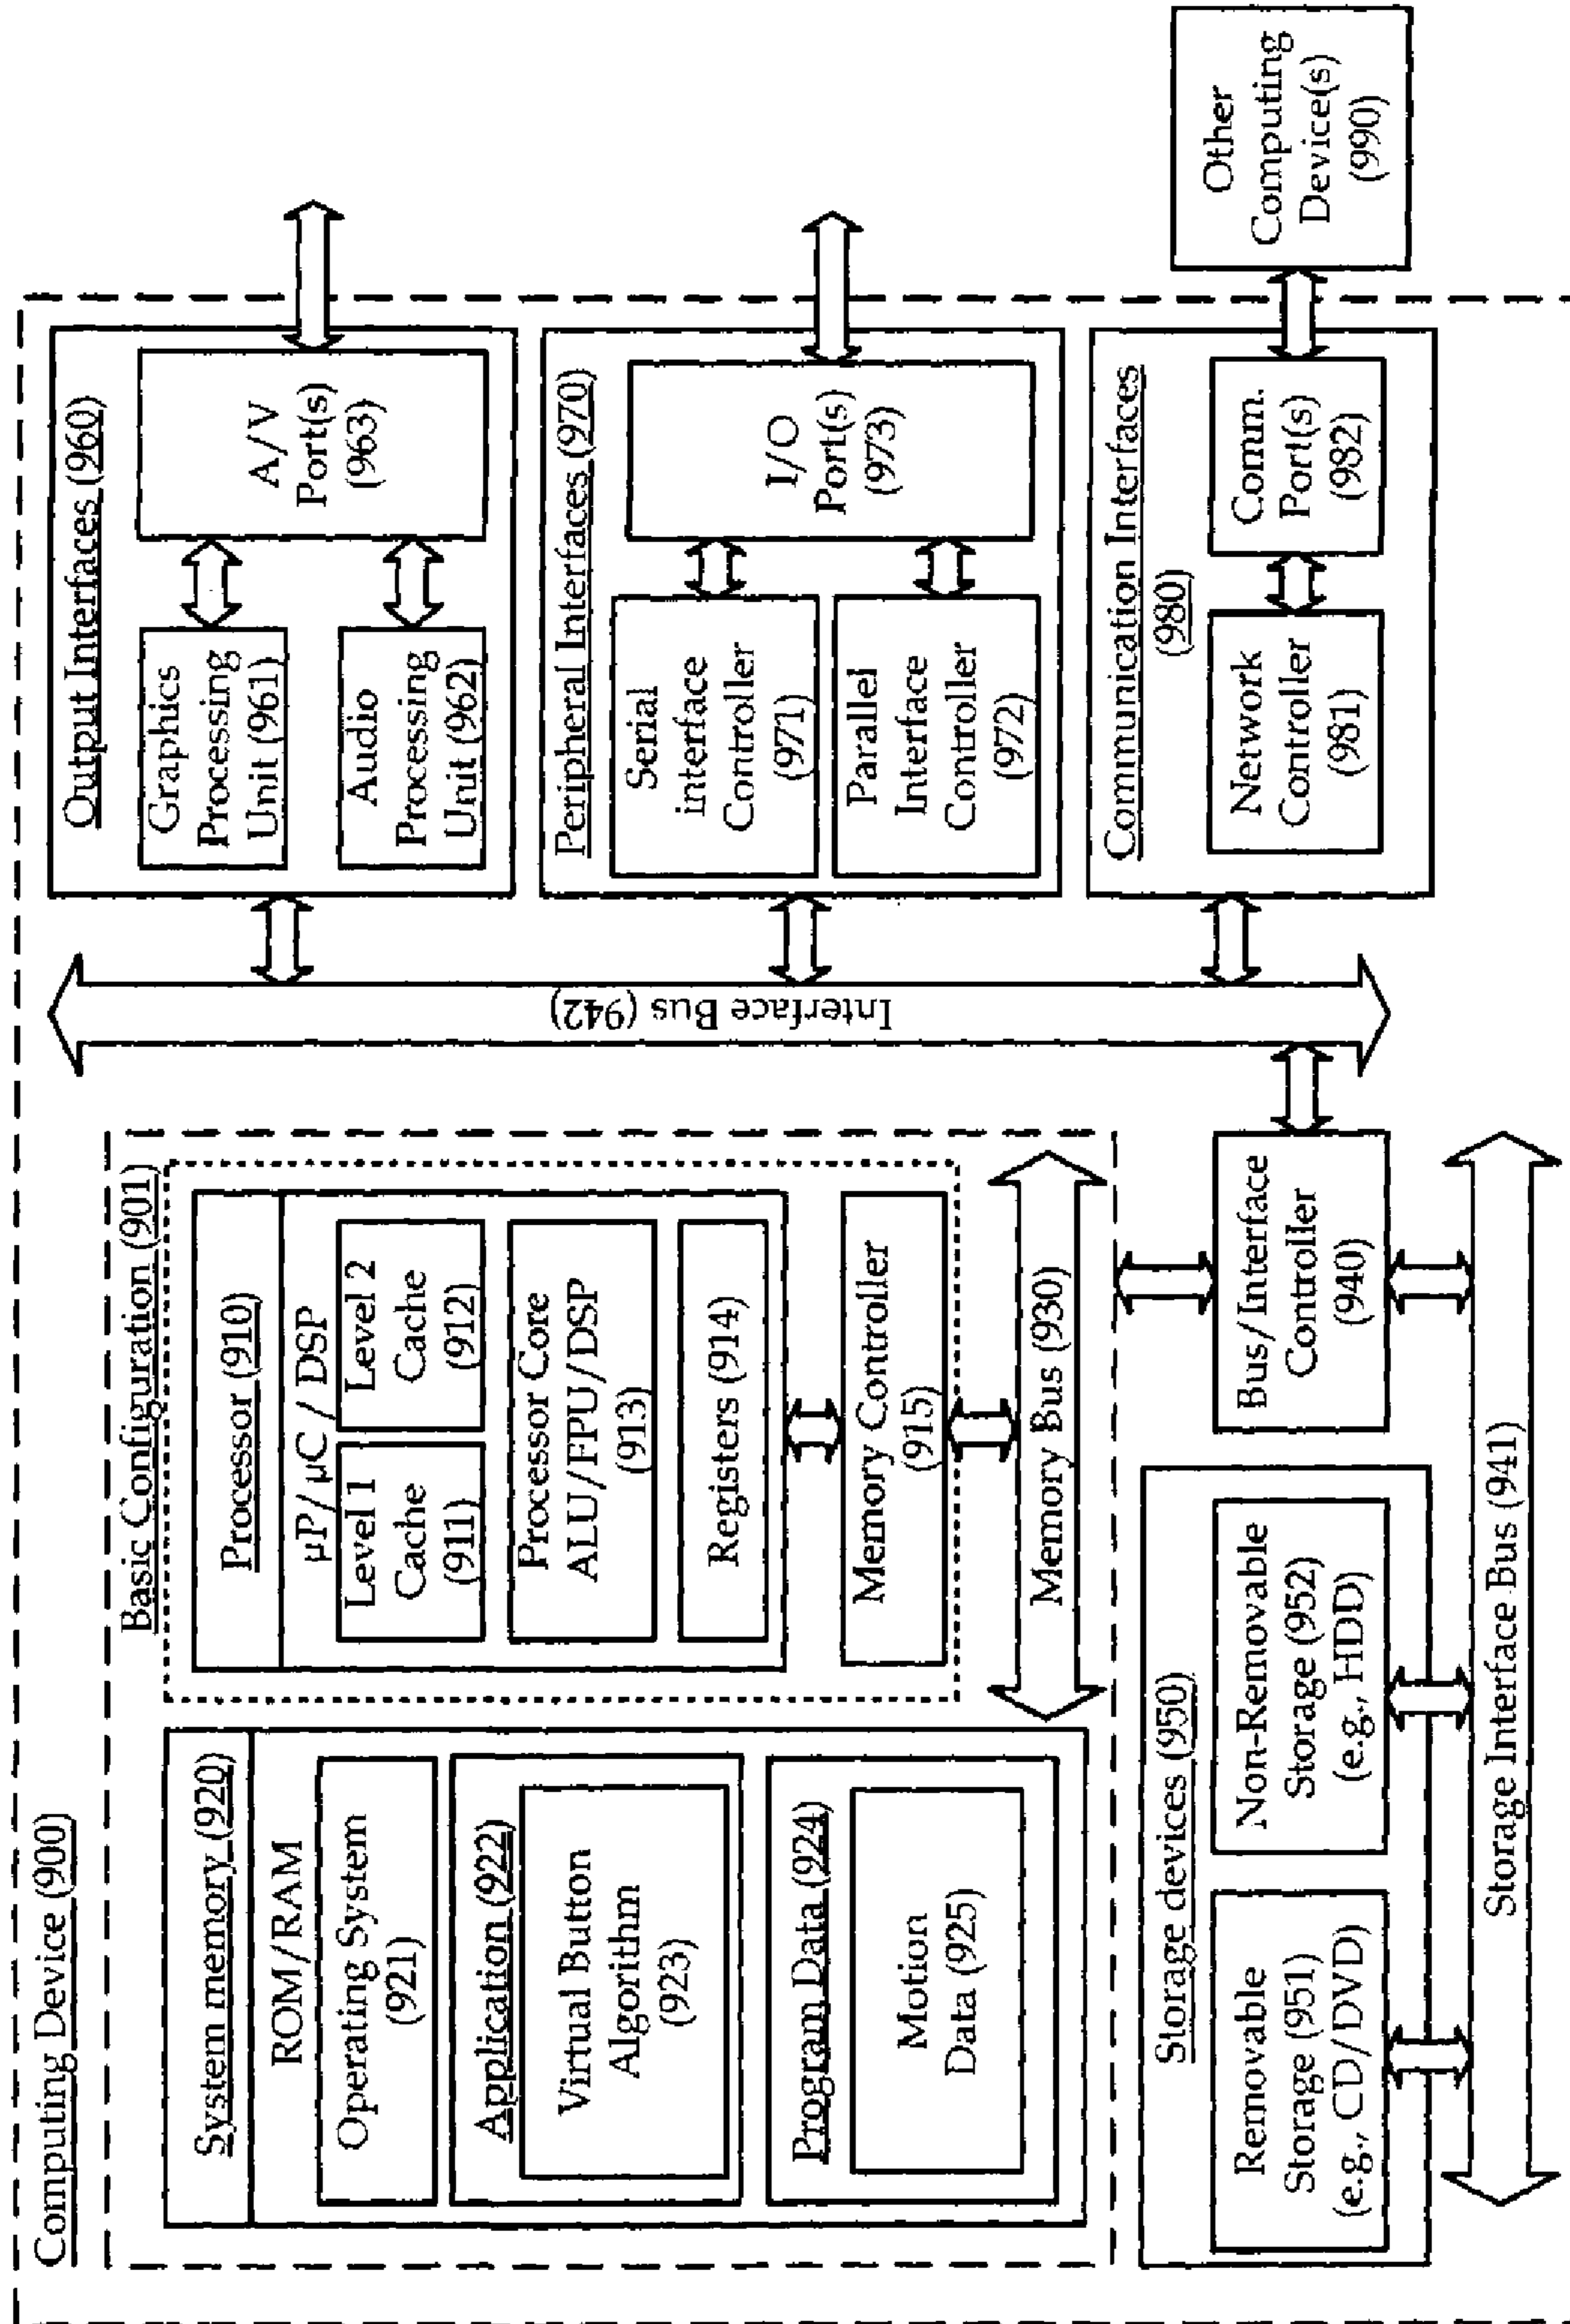 Computing Device (900)
Basic Configuration (901)
System memory (920)
ROM/RAM
Operating System
(921)
Application (922)
Virtual Button
Algorithm
(923)
Program Data (924)
Motion
Data (925)
Processor (910)
µP/µC / DSP
Level 1
Cache
(911)
Level 2
Cache
(912)
Processor Core
ALU/FPU/DSP
(913)
Registers (914)
Memory Controller
(915)
Memory Bus (930)
Storage devices (950)
Removable
Storage (951)
(e.g., CD/DVD)
Non-Removable
Storage (952)
(e.g., HDD)
Bus/Interface
Controller
(940)
Storage Interface Bus (941)
Interface Bus (942)
Output Interfaces (960)
Graphics
Processing
Unit (961)
Audio
Processing
Unit (962)
A/V
Port(s)
(963)
Peripheral Interfaces (970)
Serial
interface
Controller
(971)
Parallel
Interface
Controller
(972)
I/O
Port(s)
(973)
Communication Interfaces
(980)
Network
Controller
(981)
Comm.
Port(s)
(982)
Other
Computing
Device(s)
(990)